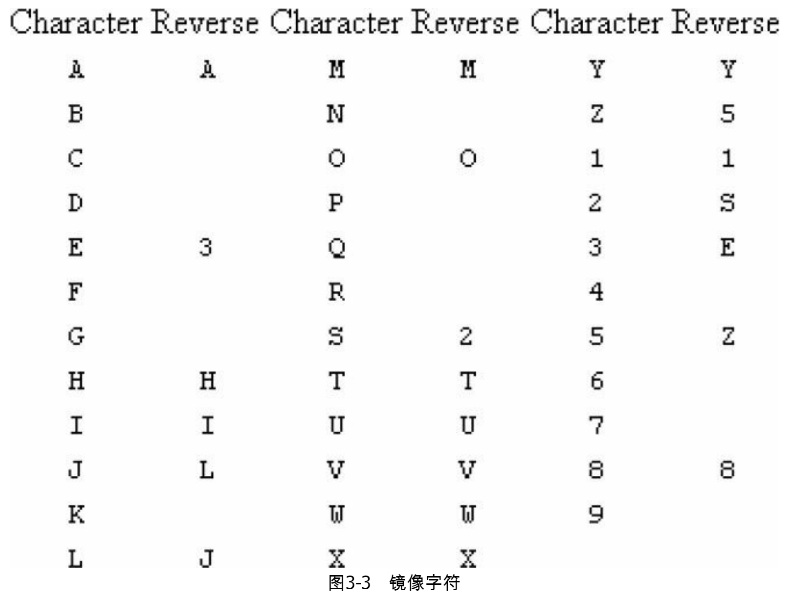 Character Reverse Character Reverse Character Reverse
A A M M Y Y
B N Z 5
C O O 1 1
D P 2 S
E 3 Q 3 E
F R 4
G S 2 5 Z
H H T T 6
I I U U 7
J L V V 8 8
K W W 9
L J X X
图3-3 镜像字符